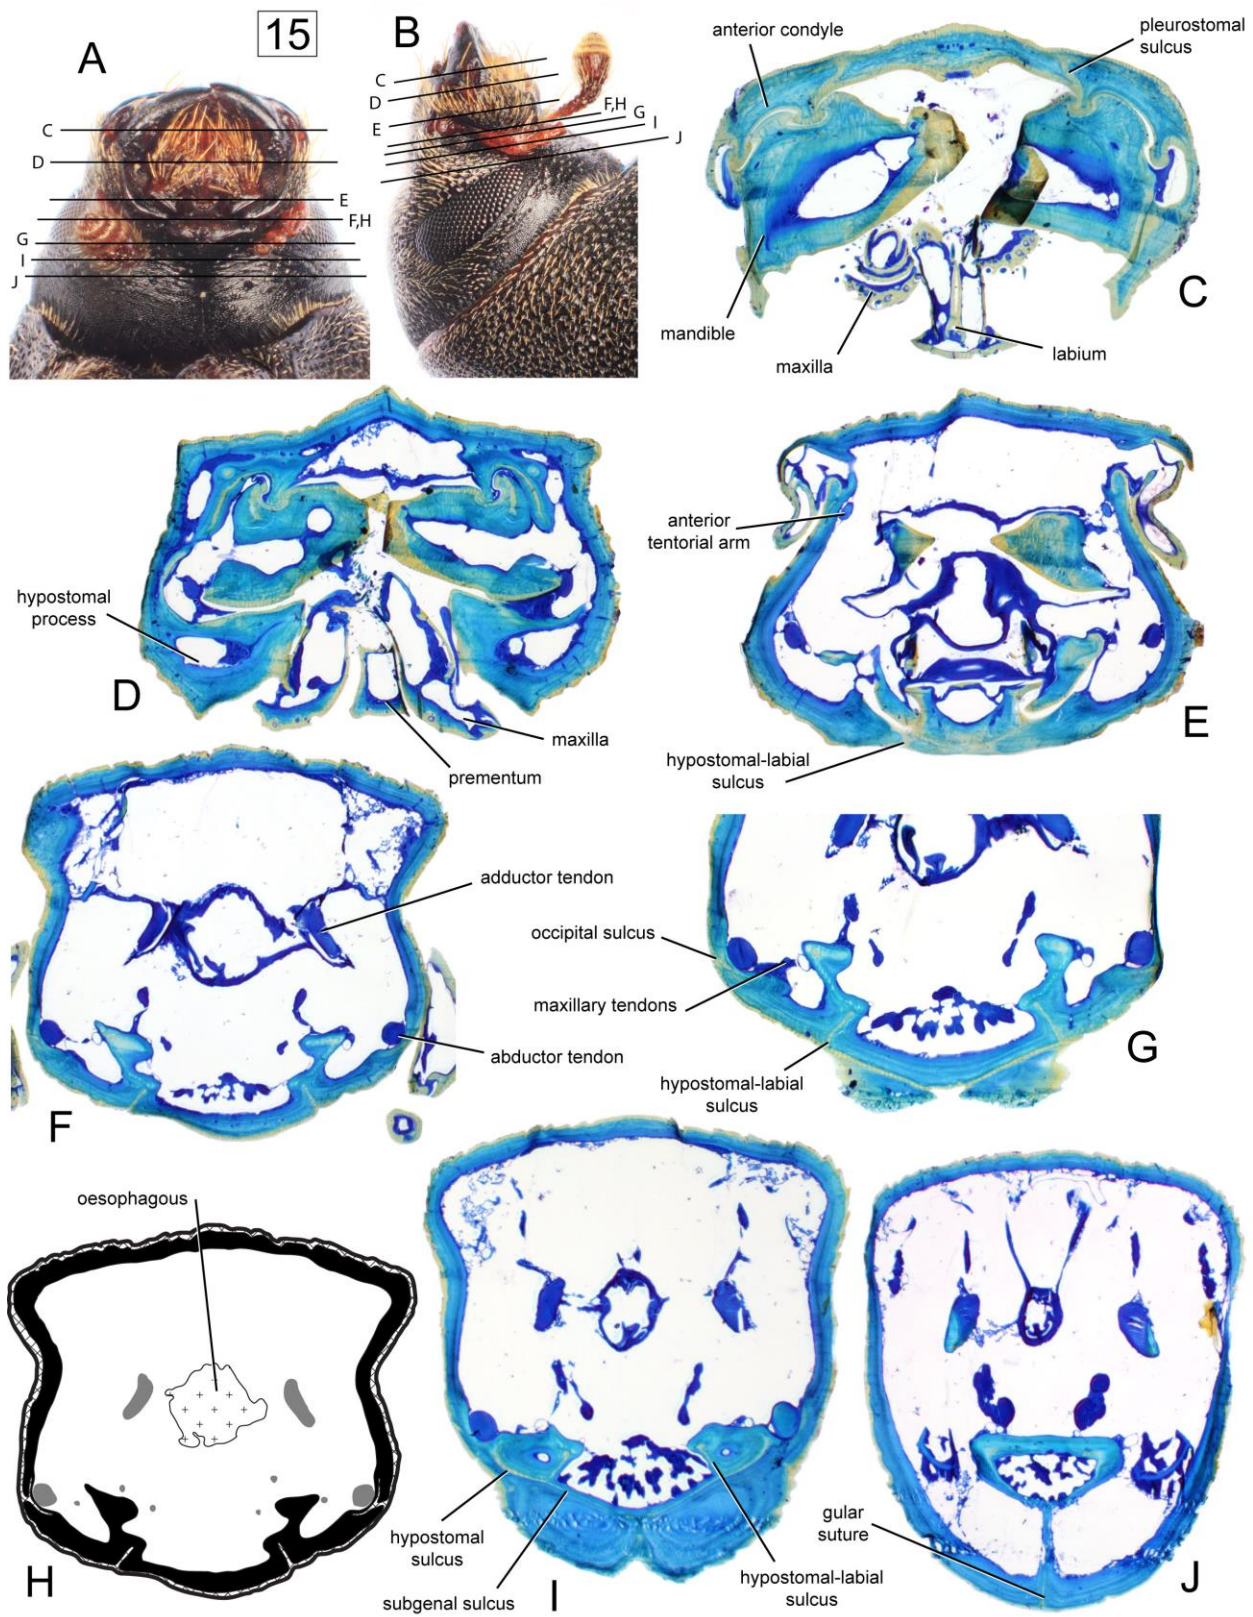 15
A
C
D
E
F,H
G
I
J
B
C
D
E
F,H
G
I
J
anterior condyle
pleurostomal
sulcus
mandible
maxilla
labium
C
hypostomal
process
D
maxilla
prementum
anterior
tentorial arm
hypostomal-labial
sulcus
E
adductor tendon
abductor tendon
F
occipital sulcus
maxillary tendons
hypostomal-labial
sulcus
G
oesophagous
H
hypostomal
sulcus
subgenal sulcus
hypostomal-labial
sulcus
I
gular
suture
J